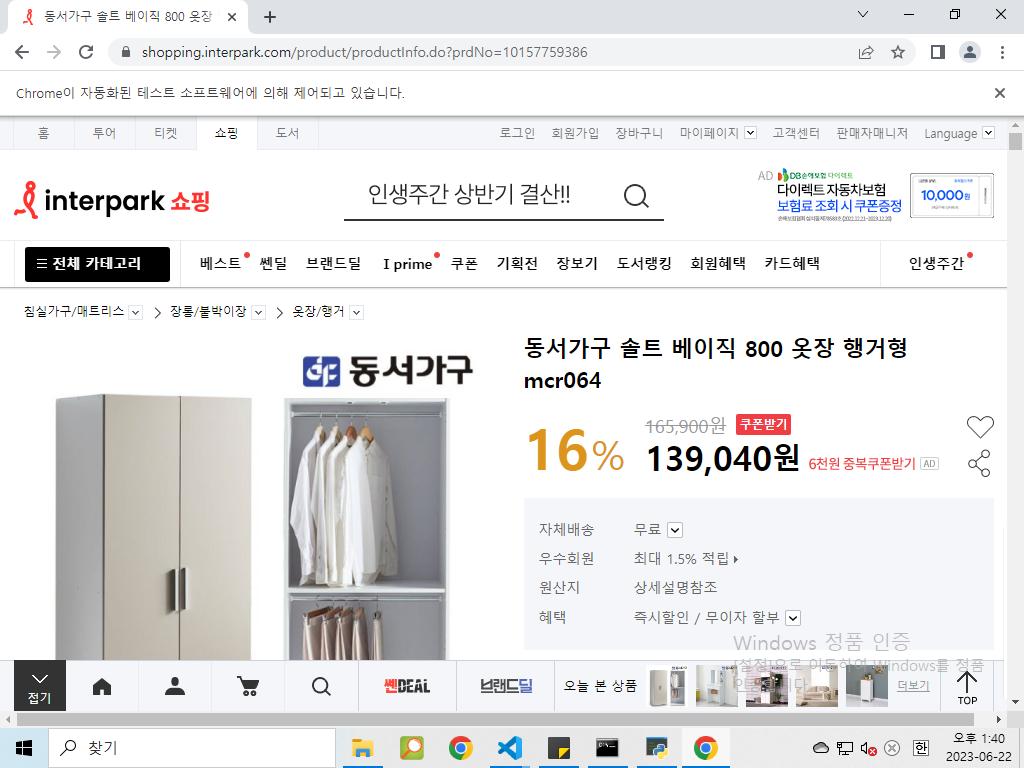 동서가구 솔트 베이직 800 옷장
shopping.interpark.com/product/productInfo.do?prdNo=10157759386
Chrome이 자동화된 테스트 소프트웨어에 의해 제어되고 있습니다.
홈 투어 티켓 쇼핑 도서 로그인 회원가입 장바구니 마이페이지 고객센터 판매자매니저 Language
interpark 쇼핑
인생주간 상반기 결산!!
AD DB손해보험 다이렉트
다이렉트 자동차보험
보험료 조회 시 쿠폰증정
10,000원
전체 카테고리 베스트 쎈딜 브랜드딜 I prime 쿠폰 기획전 장보기 도서랭킹 회원혜택 카드혜택 인생주간
침실가구/매트리스 장롱/붙박이장 옷장/행거
동서가구
동서가구 솔트 베이직 800 옷장 행거형
mcr064
16% 165,900원 쿠폰받기
139,040원 6천원 중복쿠폰받기 AD
자체배송 무료
우수회원 최대 1.5% 적립
원산지 상세설명참조
혜택 즉시할인 / 무이자 할부
Windows 정품 인증
[설정]으로 이동하여 Windows를 정품
인증합니다.
접기 쎈DEAL 브랜드딜 오늘 본 상품 더보기 TOP
찾기
한
오후 1:40
2023-06-22